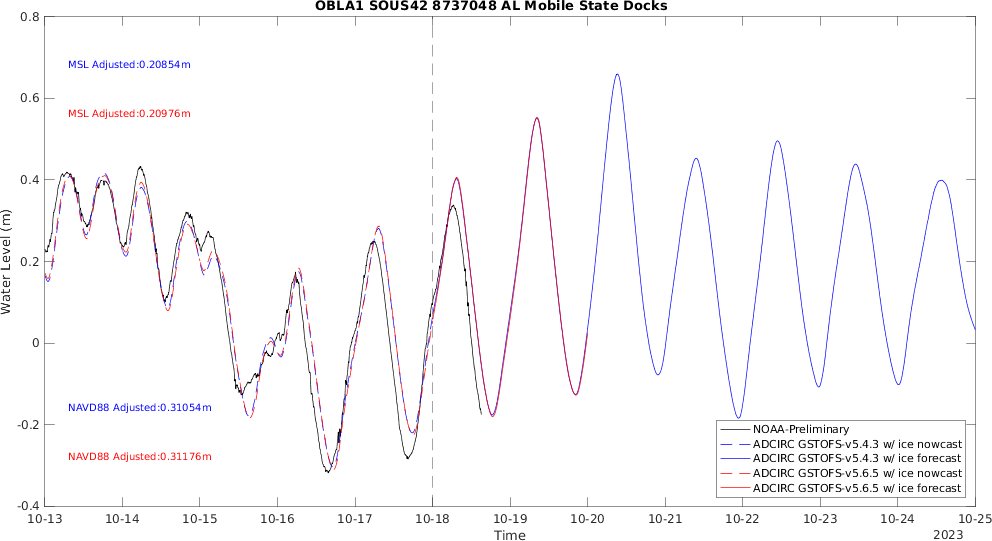 OBLA1 SOUS42 8737048 AL Mobile State Docks
0.8
MSL Adjusted:0.20854m
0.6
MSL Adjusted:0.20976m
0.4
0.2
Water Level (m)
0
-0.2
NAVD88 Adjusted:0.31054m
NAVD88 Adjusted:0.31176m
-0.4
NOAA-Preliminary
ADCIRC GSTOFS-v5.4.3 w/ ice nowcast
ADCIRC GSTOFS-v5.4.3 w/ ice forecast
ADCIRC GSTOFS-v5.6.5 w/ ice nowcast
ADCIRC GSTOFS-v5.6.5 w/ ice forecast
10-13 10-14 10-15 10-16 10-17 10-18 10-19 10-20 10-21 10-22 10-23 10-24 10-25
Time
2023